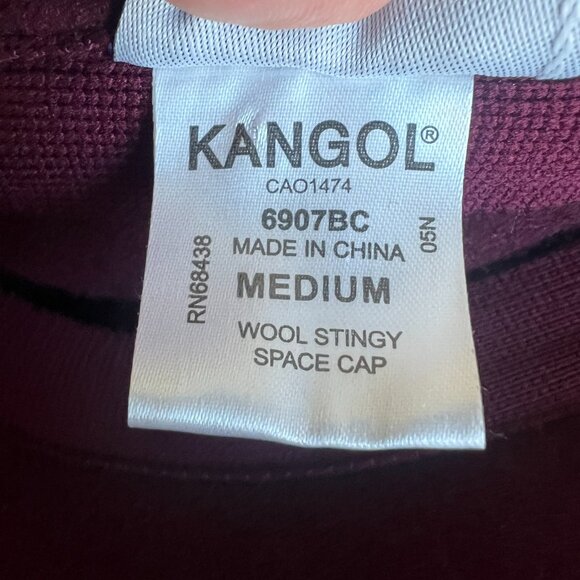 KANGOL®
CAO1474
6907BC
MADE IN CHINA
MEDIUM
WOOL STINGY
SPACE CAP
RN68438
05N